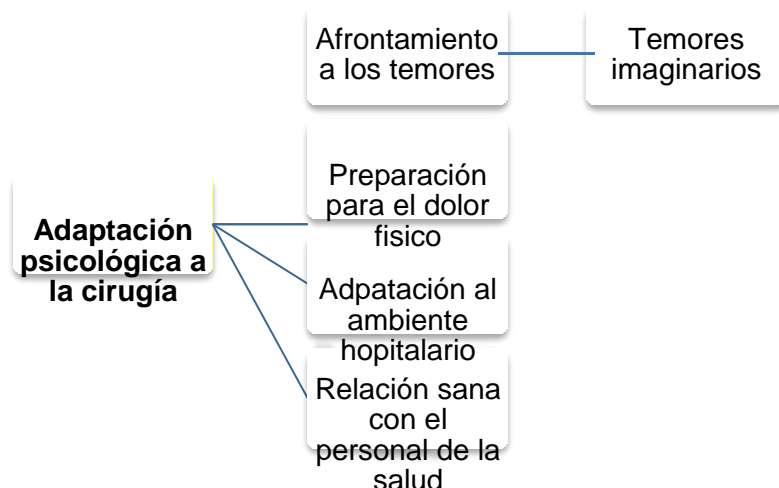 Afrontamiento
a los temores
Temores
imaginarios
Adaptación
psicológica a
la cirugía
Preparación
para el dolor
fisico
Adpatación al
ambiente
hopitalario
Relación sana
con el
personal de la
salud